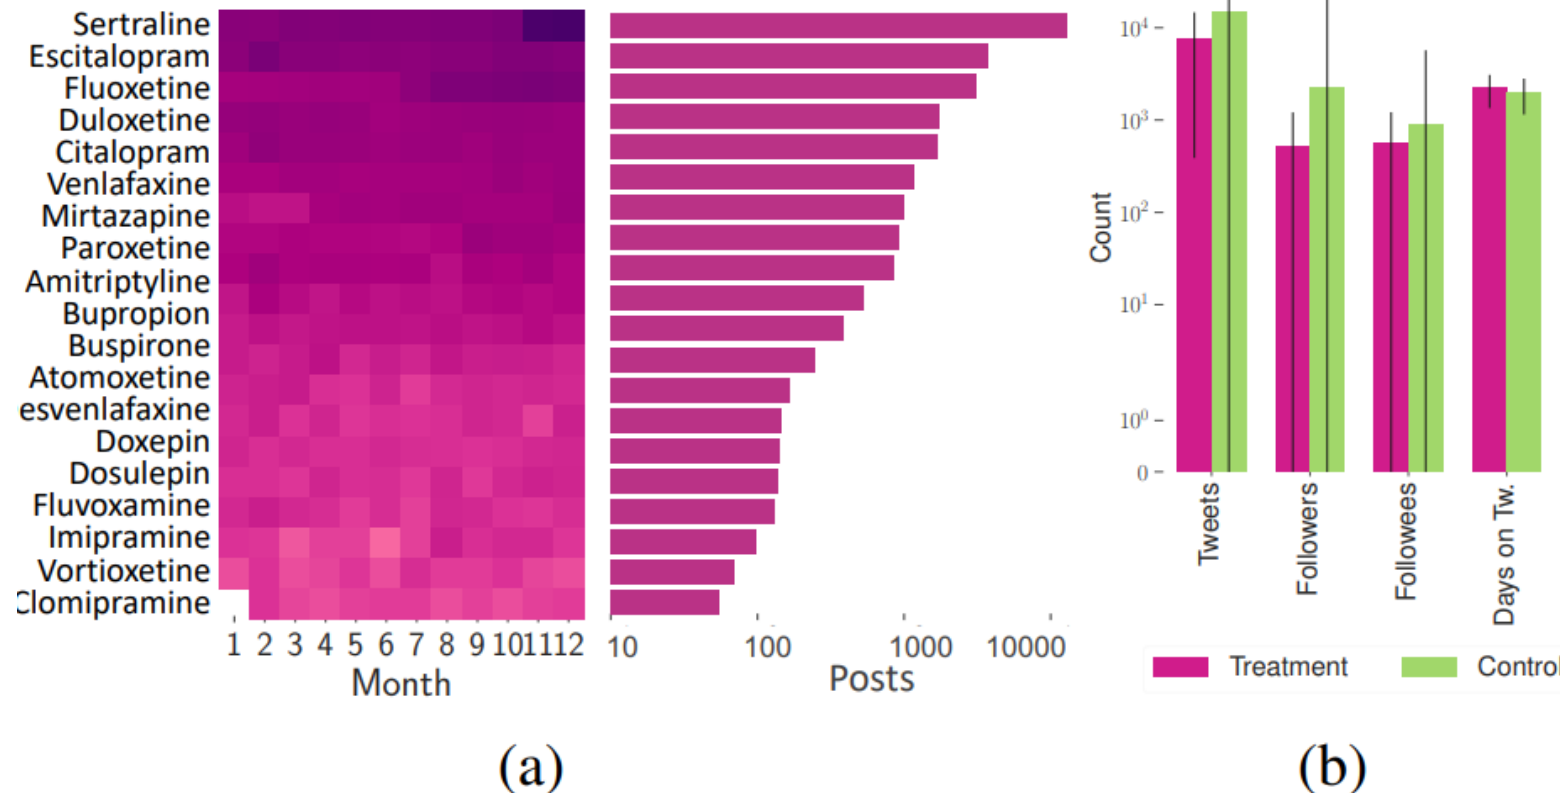 Sertraline
Escitalopram
Fluoxetine
Duloxetine
Citalopram
Venlafaxine
Mirtazapine
Paroxetine
Amitriptyline
Bupropion
Buspirone
Atomoxetine
esvenlafaxine
Doxepin
Dosulepin
Fluvoxamine
Imipramine
Vortioxetine
Clomipramine
1 2 3 4 5 6 7 8 9 10 11 12
Month
10 100 1000 10000
Posts
(a)
10⁴
10³
10²
10¹
10⁰
0
Count
Tweets
Followers
Followees
Days on Tw.
Treatment
Control
(b)